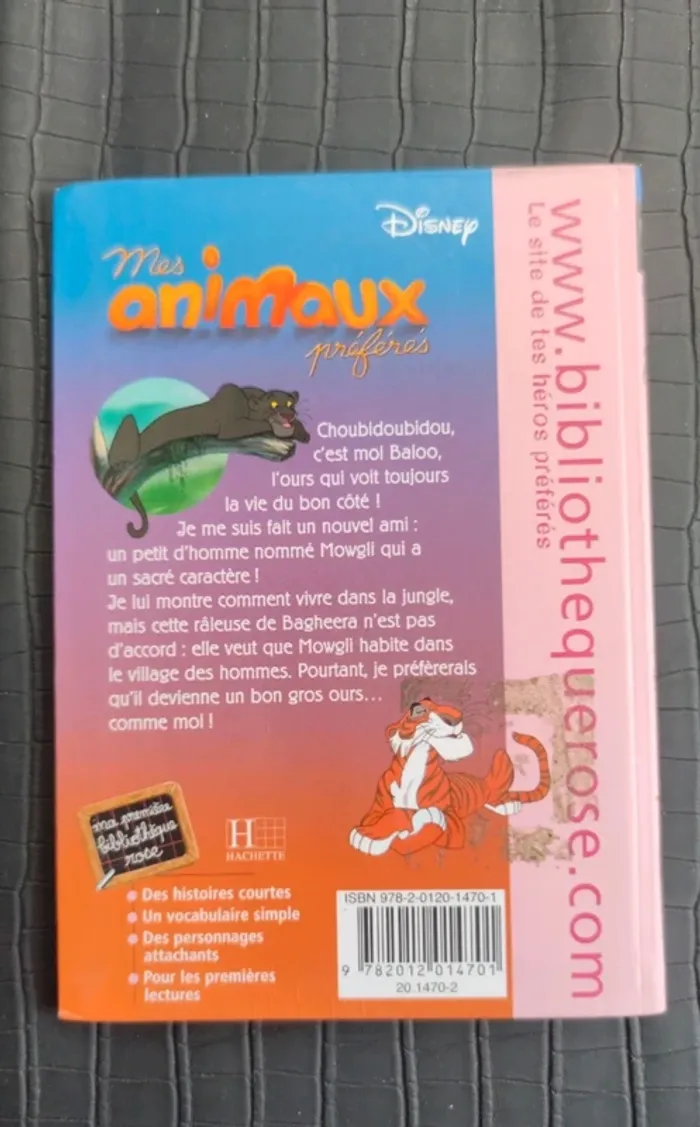 Disney
Mes
animaux
préférés
Choubidoubidou,
c'est moi Baloo,
l'ours qui voit toujours
la vie du bon côté !
Je me suis fait un nouvel ami :
un petit d'homme nommé Mowgli qui a
un sacré caractère !
Je lui montre comment vivre dans la jungle,
mais cette râleuse de Bagheera n'est pas
d'accord : elle veut que Mowgli habite dans
le village des hommes. Pourtant, je préfèrerais
qu'il devienne un bon gros ours...
comme moi !
ma première
bibliothèque
rose
H
HACHETTE
• Des histoires courtes
• Un vocabulaire simple
• Des personnages
attachants
• Pour les premières
lectures
ISBN 978-2-0120-1470-1
9 782012 014701
20.1470-2
www.bibliothequerose.com
Le site de tes héros préférés